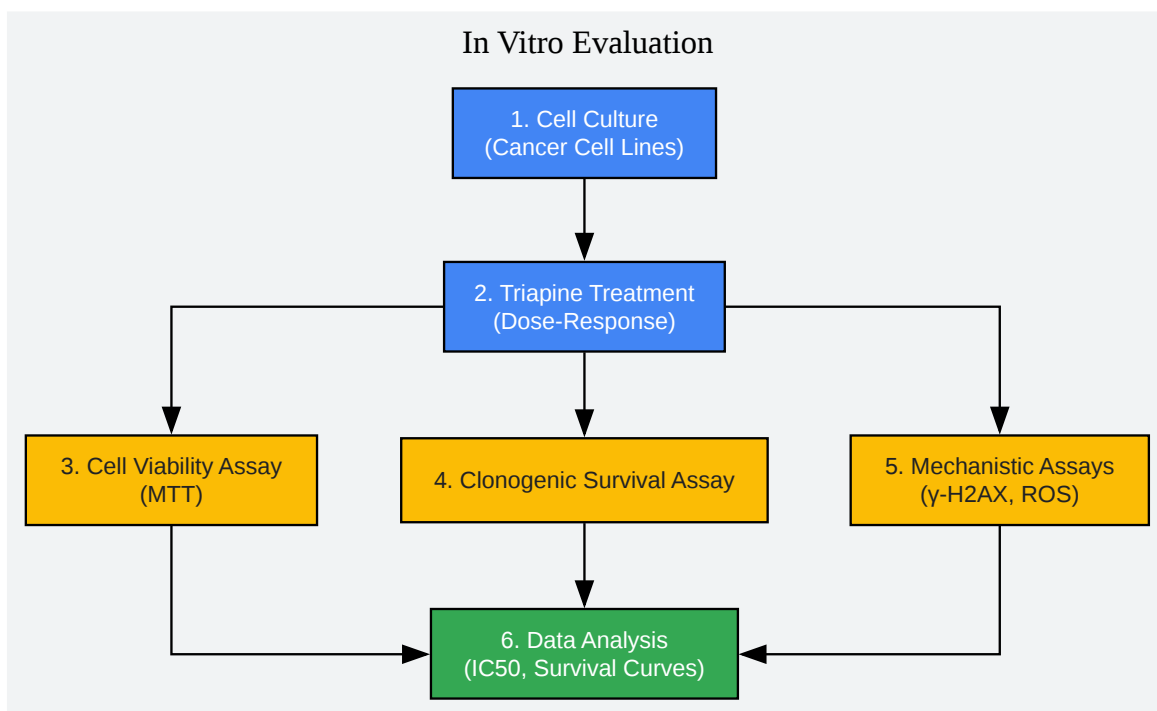 In Vitro Evaluation
1. Cell Culture
(Cancer Cell Lines)
2. Triapine Treatment
(Dose-Response)
3. Cell Viability Assay
(MTT)
4. Clonogenic Survival Assay
5. Mechanistic Assays
(γ-H2AX, ROS)
6. Data Analysis
(IC50, Survival Curves)